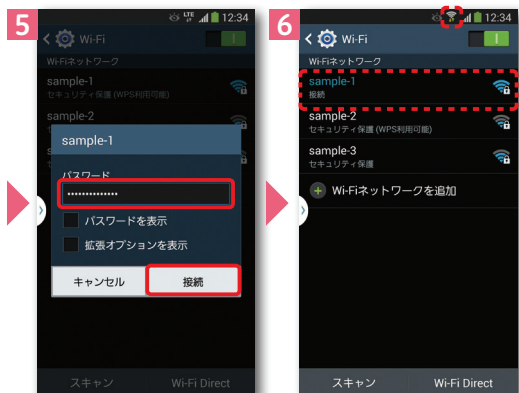 5
LTE 12:34
Wi-Fi
Wi-Fiネットワーク
sample-1
セキュリティ保護 (WPS利用可能)
sample-2
sample-1
パスワード
••••••••••••••
パスワードを表示
拡張オプションを表示
キャンセル 接続
スキャン Wi-Fi Direct
6
12:34
Wi-Fi
Wi-Fiネットワーク
sample-1
接続
sample-2
セキュリティ保護 (WPS利用可能)
sample-3
セキュリティ保護
Wi-Fiネットワークを追加
スキャン Wi-Fi Direct